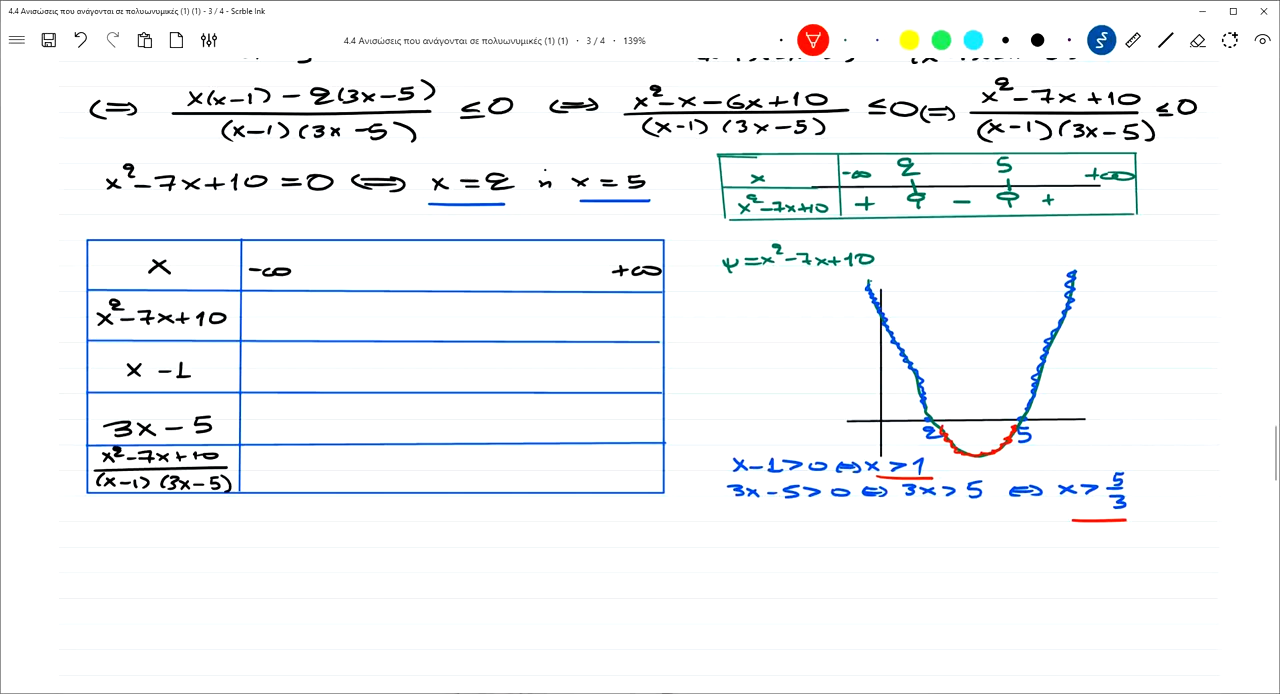 4.4 Ανισώσεις που ανάγονται σε πολυωνυμικές (1) (1) - 3 / 4 - Scrble Ink
4.4 Ανισώσεις που ανάγονται σε πολυωνυμικές (1) (1) · 3 / 4 · 139%
⟺ (x(x-1) - 2(3x-5))/((x-1)(3x-5)) ≤0 ⟺ (x²-x-6x+10)/((x-1)(3x-5)) ≤0 ⟺ (x²-7x+10)/((x-1)(3x-5)) ≤0
x²-7x+10=0 ⟺ x=2 ή x=5
x -∞ 2 5 +∞
x²-7x+10 + 0 - 0 +
x -∞ +∞
x²-7x+10
x-1
3x-5
(x²-7x+10)/((x-1)(3x-5))
ψ=x²-7x+10
2 5
x-1>0 ⟺ x>1
3x-5>0 ⟺ 3x>5 ⟺ x>5/3